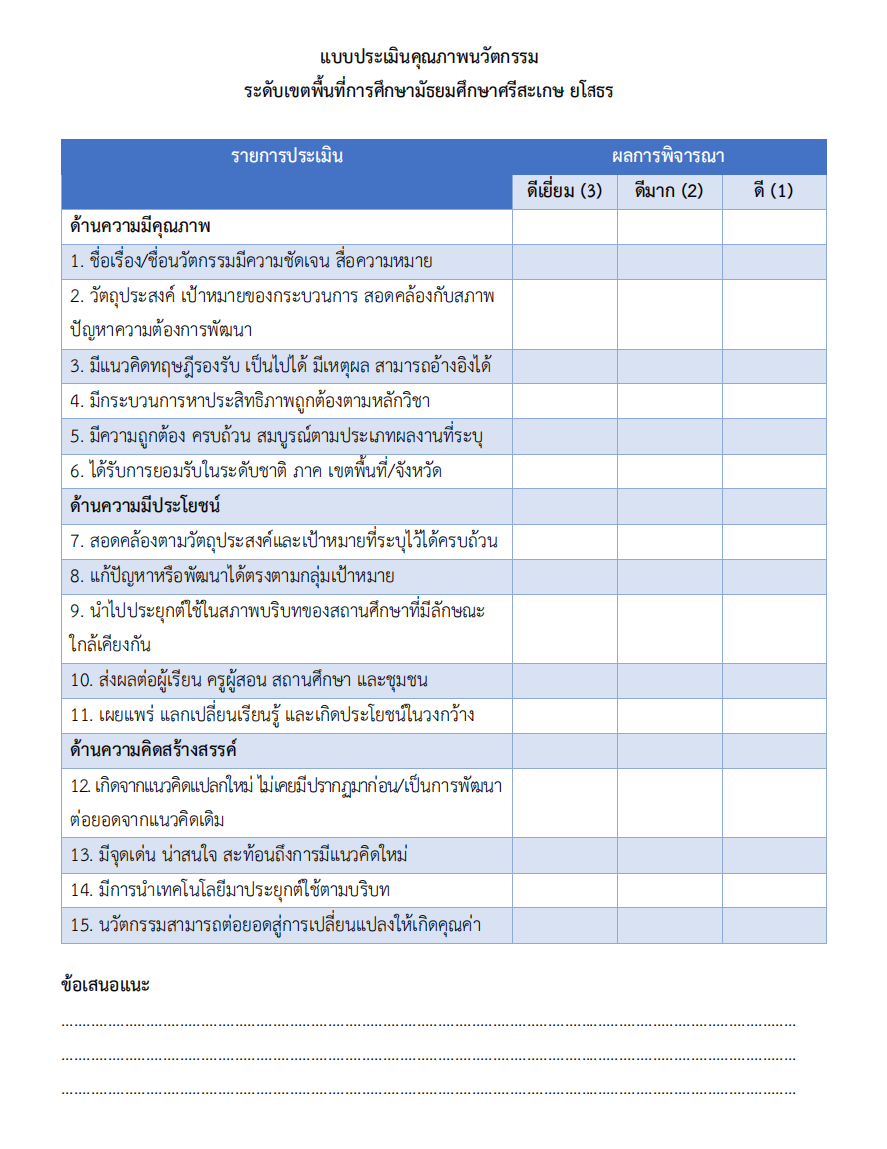 แบบประเมินคุณภาพนวัตกรรม
ระดับเขตพื้นที่การศึกษามัธยมศึกษาศรีสะเกษ ยโสธร
รายการประเมิน ผลการพิจารณา
ดีเยี่ยม (3) ดีมาก (2) ดี (1)
ด้านความมีคุณภาพ
1. ชื่อเรื่อง/ชื่อนวัตกรรมมีความชัดเจน สื่อความหมาย
2. วัตถุประสงค์ เป้าหมายของกระบวนการ สอดคล้องกับสภาพ
ปัญหาความต้องการพัฒนา
3. มีแนวคิดทฤษฎีรองรับ เป็นไปได้ มีเหตุผล สามารถอ้างอิงได้
4. มีกระบวนการหาประสิทธิภาพถูกต้องตามหลักวิชา
5. มีความถูกต้อง ครบถ้วน สมบูรณ์ตามประเภทผลงานที่ระบุ
6. ได้รับการยอมรับในระดับชาติ ภาค เขตพื้นที่/จังหวัด
ด้านความมีประโยชน์
7. สอดคล้องตามวัตถุประสงค์และเป้าหมายที่ระบุไว้ได้ครบถ้วน
8. แก้ปัญหาหรือพัฒนาได้ตรงตามกลุ่มเป้าหมาย
9. นำไปประยุกต์ใช้ในสภาพบริบทของสถานศึกษาที่มีลักษณะ
ใกล้เคียงกัน
10. ส่งผลต่อผู้เรียน ครูผู้สอน สถานศึกษา และชุมชน
11. เผยแพร่ แลกเปลี่ยนเรียนรู้ และเกิดประโยชน์ในวงกว้าง
ด้านความคิดสร้างสรรค์
12. เกิดจากแนวคิดแปลกใหม่ ไม่เคยมีปรากฏมาก่อน/เป็นการพัฒนา
ต่อยอดจากแนวคิดเดิม
13. มีจุดเด่น น่าสนใจ สะท้อนถึงการมีแนวคิดใหม่
14. มีการนำเทคโนโลยีมาประยุกต์ใช้ตามบริบท
15. นวัตกรรมสามารถต่อยอดสู่การเปลี่ยนแปลงให้เกิดคุณค่า
ข้อเสนอแนะ